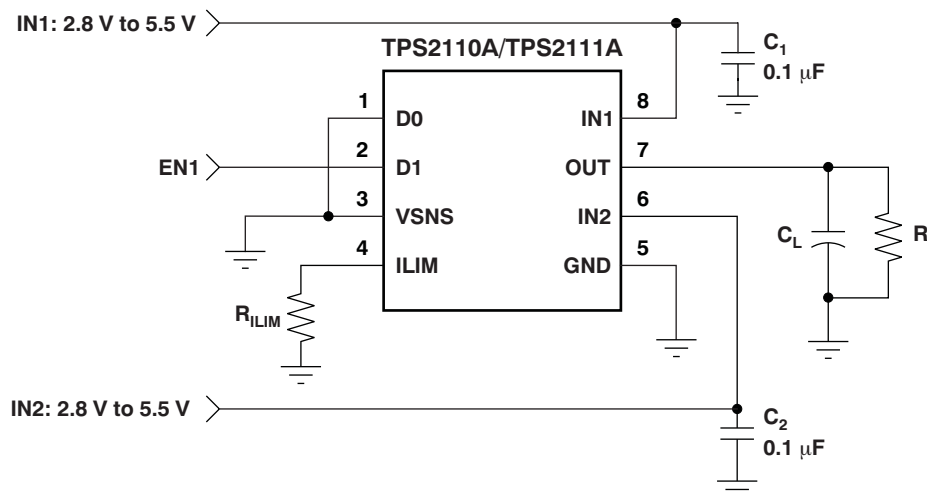 IN1: 2.8 V to 5.5 V
TPS2110A/TPS2111A
C1
0.1 μF
1
D0
IN1
8
EN1
2
D1
OUT
7
3
VSNS
IN2
6
4
ILIM
GND
5
CL
R
RILIM
IN2: 2.8 V to 5.5 V
C2
0.1 μF